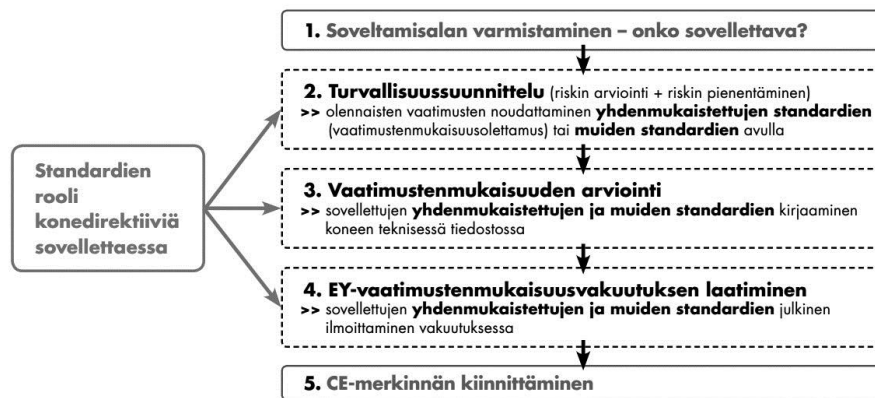 1. Soveltamisalan varmistaminen – onko sovellettava?
2. Turvallisuussuunnittelu (riskin arviointi + riskin pienentäminen)
>> olennaisten vaatimusten noudattaminen yhdenmukaistettujen standardien
(vaatimustenmukaisuusolettamus) tai muiden standardien avulla
Standardien
rooli
konedirektiiviä
sovellettaessa
3. Vaatimustenmukaisuuden arviointi
>> sovellettujen yhdenmukaistettujen ja muiden standardien kirjaaminen
koneen teknisessä tiedostossa
4. EY-vaatimustenmukaisuusvakuutuksen laatiminen
>> sovellettujen yhdenmukaistettujen ja muiden standardien julkinen
ilmoittaminen vakuutuksessa
5. CE-merkinnän kiinnittäminen